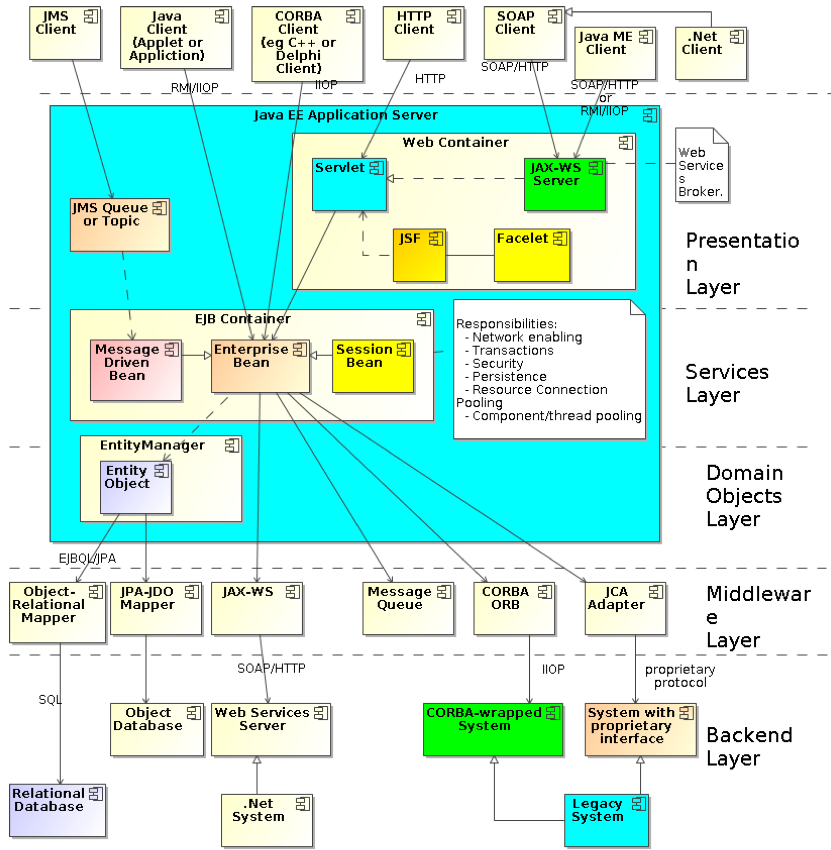 JMS
Client
Java
Client
{Applet or
Appliction}
CORBA
Client
{eg C++ or
Delphi
Client}
HTTP
Client
SOAP
Client
Java ME
Client
.Net
Client
RMI/IIOP
IIOP
HTTP
SOAP/HTTP
SOAP/HTTP
or
RMI/IIOP
Java EE Application Server
Web Container
Servlet
JAX-WS
Server
Web
Service
s
Broker.
JMS Queue
or Topic
JSF
Facelet
Presentatio
n
Layer
EJB Container
Message
Driven
Bean
Enterprise
Bean
Session
Bean
Responsibilities:
- Network enabling
- Transactions
- Security
- Persistence
- Resource Connection
Pooling
- Component/thread pooling
Services
Layer
EntityManager
Entity
Object
Domain
Objects
Layer
EJBQL/JPA
Object-
Relational
Mapper
JPA-JDO
Mapper
JAX-WS
Message
Queue
CORBA
ORB
JCA
Adapter
Middlewar
e
Layer
SOAP/HTTP
IIOP
proprietary
protocol
SQL
Object
Database
Web Services
Server
CORBA-wrapped
System
System with
proprietary
interface
Backend
Layer
Relational
Database
.Net
System
Legacy
System